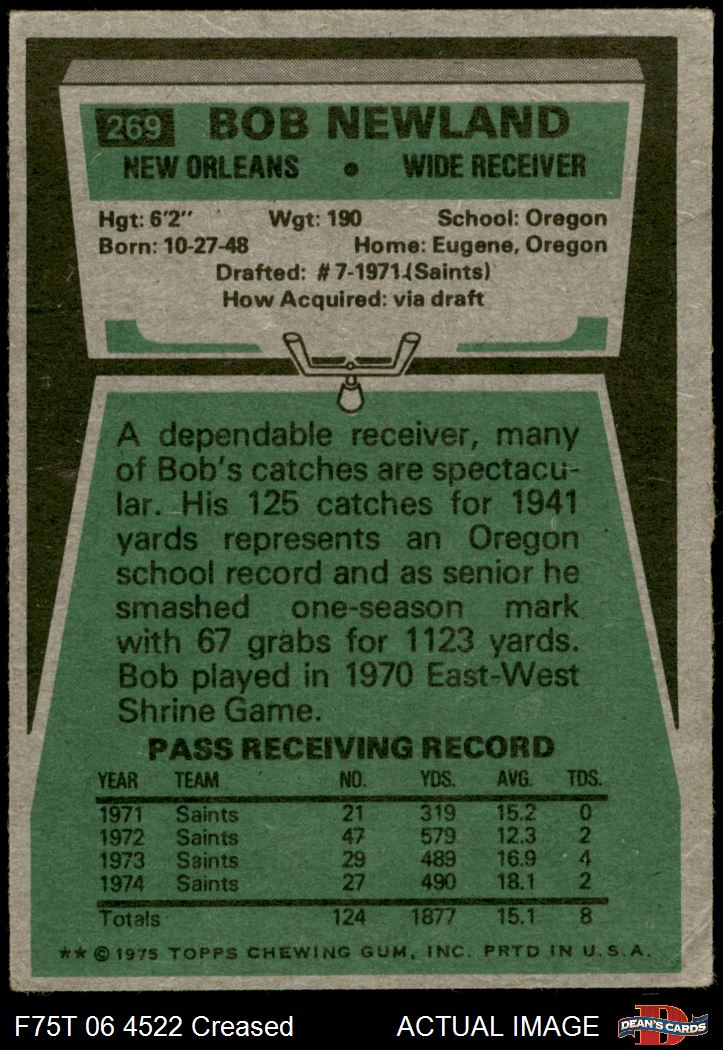 269 BOB NEWLAND
NEW ORLEANS • WIDE RECEIVER
Hgt: 6'2" Wgt: 190 School: Oregon
Born: 10-27-48 Home: Eugene, Oregon
Drafted: #7-1971 (Saints)
How Acquired: via draft
A dependable receiver, many
of Bob's catches are spectacu-
lar. His 125 catches for 1941
yards represents an Oregon
school record and as senior he
smashed one-season mark
with 67 grabs for 1123 yards.
Bob played in 1970 East-West
Shrine Game.
PASS RECEIVING RECORD
YEAR TEAM NO. YDS. AVG. TDS.
1971 Saints 21 319 15.2 0
1972 Saints 47 579 12.3 2
1973 Saints 29 489 16.9 4
1974 Saints 27 490 18.1 2
Totals 124 1877 15.1 8
** © 1975 TOPPS CHEWING GUM, INC. PRTD IN U.S.A.
F75T 06 4522 Creased ACTUAL IMAGE
D DEAN'S CARDS